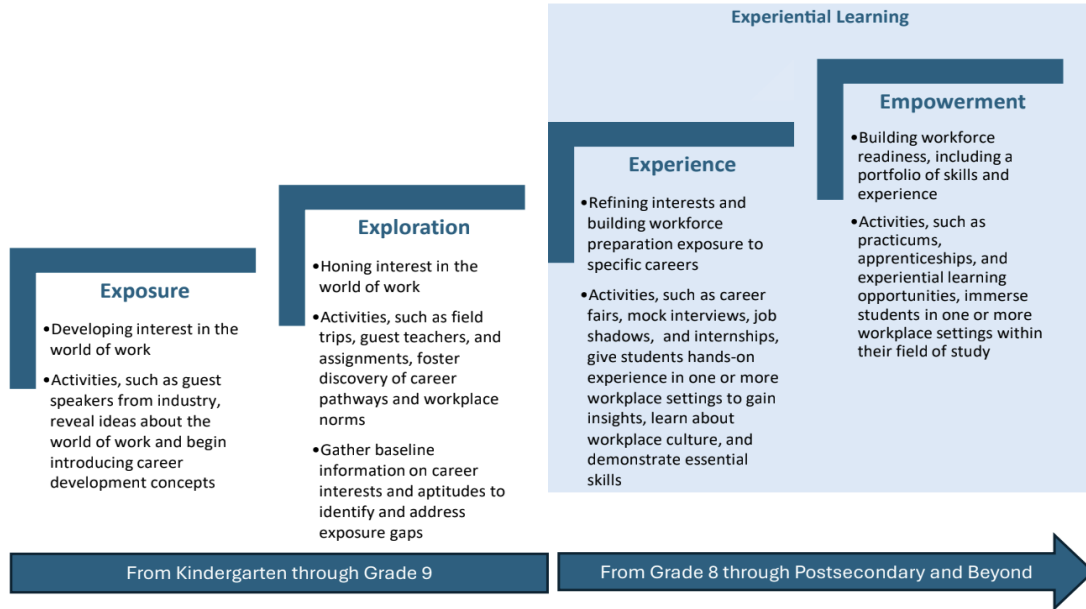 Experiential Learning
Exposure
•Developing interest in the
world of work
•Activities, such as guest
speakers from industry,
reveal ideas about the
world of work and begin
introducing career
development concepts
Exploration
•Honing interest in the
world of work
•Activities, such as field
trips, guest teachers, and
assignments, foster
discovery of career
pathways and workplace
norms
•Gather baseline
information on career
interests and aptitudes to
identify and address
exposure gaps
Experience
•Refining interests and
building workforce
preparation exposure to
specific careers
•Activities, such as career
fairs, mock interviews, job
shadows,  and internships,
give students hands-on
experience in one or more
workplace settings to gain
insights, learn about
workplace culture, and
demonstrate essential
skills
Empowerment
•Building workforce
readiness, including a
portfolio of skills and
experience
•Activities, such as
practicums,
apprenticeships, and
experiential learning
opportunities, immerse
students in one or more
workplace settings within
their field of study
From Kindergarten through Grade 9
From Grade 8 through Postsecondary and Beyond